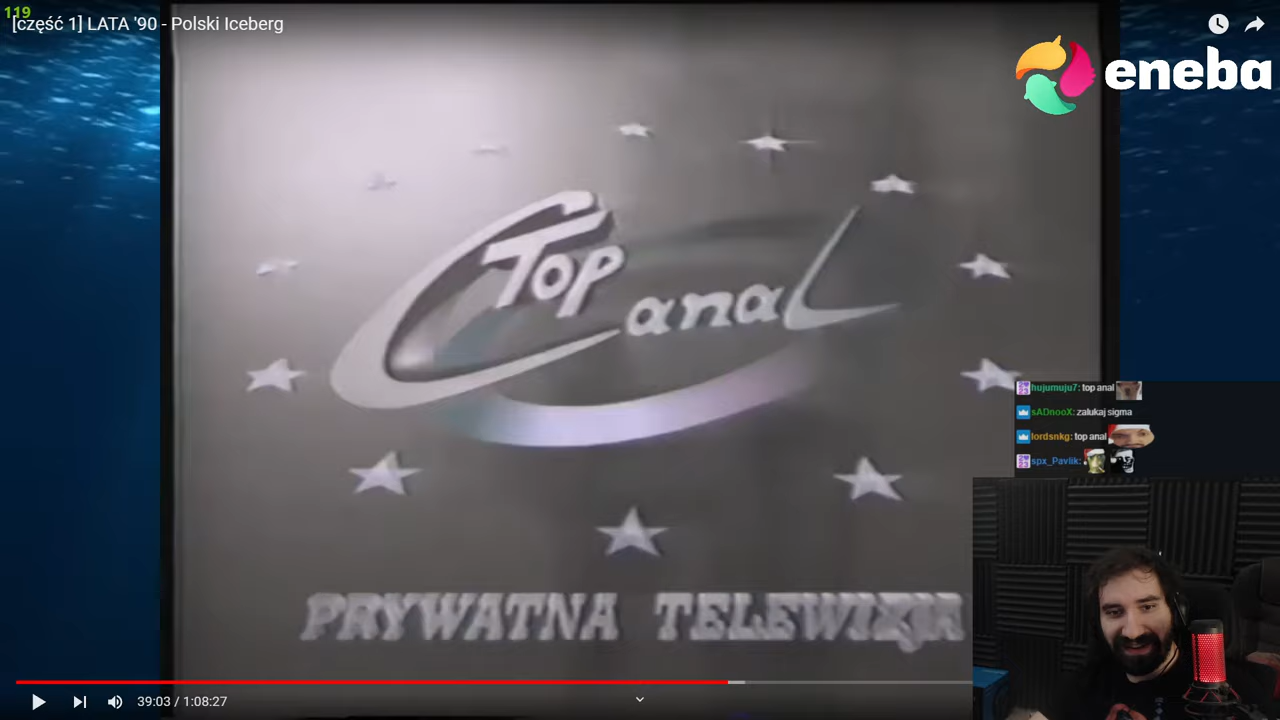 119
[część 1] LATA '90 - Polski Iceberg
eneba
Top
Canal
hujumuju7: top anal
sADnooX: zalukaj sigma
lordsnkg: top anal
spx_Pavlik:
PRYWATNA TELEWIZJA
39:03 / 1:08:27